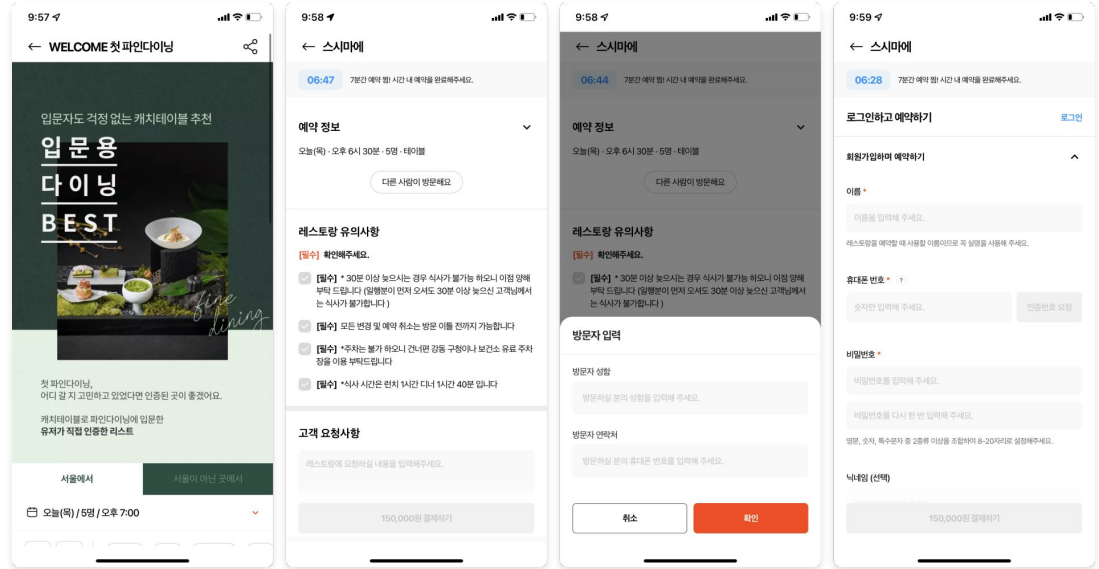 9:57
← WELCOME 첫 파인다이닝
입문자도 걱정 없는 캐치테이블 추천
입문용
다이닝
BEST
fine
dining
첫 파인다이닝,
어디 갈 지 고민하고 있었다면 인증된 곳이 좋겠어요.
캐치테이블로 파인다이닝에 입문한
유저가 직접 인증한 리스트
서울에서
서울이 아닌 곳에서
오늘(목) / 5명 / 오후 7:00
9:58
← 스시마에
06:47 7분간 예약 찜! 시간 내 예약을 완료해주세요.
예약 정보
오늘(목) · 오후 6시 30분 · 5명 · 테이블
다른 사람이 방문해요
레스토랑 유의사항
[필수] 확인해주세요.
[필수] * 30분 이상 늦으시는 경우 식사가 불가능 하오니 이점 양해
부탁 드립니다 (일행분이 먼저 오셔도 30분 이상 늦으신 고객님께서
는 식사가 불가합니다 )
[필수] 모든 변경 및 예약 취소는 방문 이틀 전까지 가능합니다
[필수] *주차는 불가 하오니 건너편 강동 구청이나 보건소 유료 주차
장을 이용 부탁드립니다
[필수] *식사 시간은 런치 1시간 디너 1시간 40분 입니다
고객 요청사항
레스토랑에 요청하실 내용을 입력해주세요.
150,000원 결제하기
9:58
← 스시마에
06:44 7분간 예약 찜! 시간 내 예약을 완료해주세요.
예약 정보
오늘(목) · 오후 6시 30분 · 5명 · 테이블
다른 사람이 방문해요
레스토랑 유의사항
[필수] 확인해주세요.
[필수] * 30분 이상 늦으시는 경우 식사가 불가능 하오니 이점 양해
부탁 드립니다 (일행분이 먼저 오셔도 30분 이상 늦으신 고객님께서
는 식사가 불가합니다 )
방문자 입력
방문자 성함
방문하실 분의 성함을 입력해 주세요.
방문자 연락처
방문하실 분의 휴대폰 번호를 입력해 주세요.
취소
확인
9:59
← 스시마에
06:28 7분간 예약 찜! 시간 내 예약을 완료해주세요.
로그인하고 예약하기
로그인
회원가입하며 예약하기
이름 *
이름을 입력해 주세요.
레스토랑을 예약할 때 사용할 이름이므로 꼭 실명을 사용해 주세요.
휴대폰 번호 * ?
숫자만 입력해 주세요.
인증번호 요청
비밀번호 *
비밀번호를 입력해 주세요.
비밀번호를 다시 한 번 입력해 주세요.
영문, 숫자, 특수문자 중 2종류 이상을 조합하여 8-20자리로 설정해주세요.
닉네임 (선택)
150,000원 결제하기